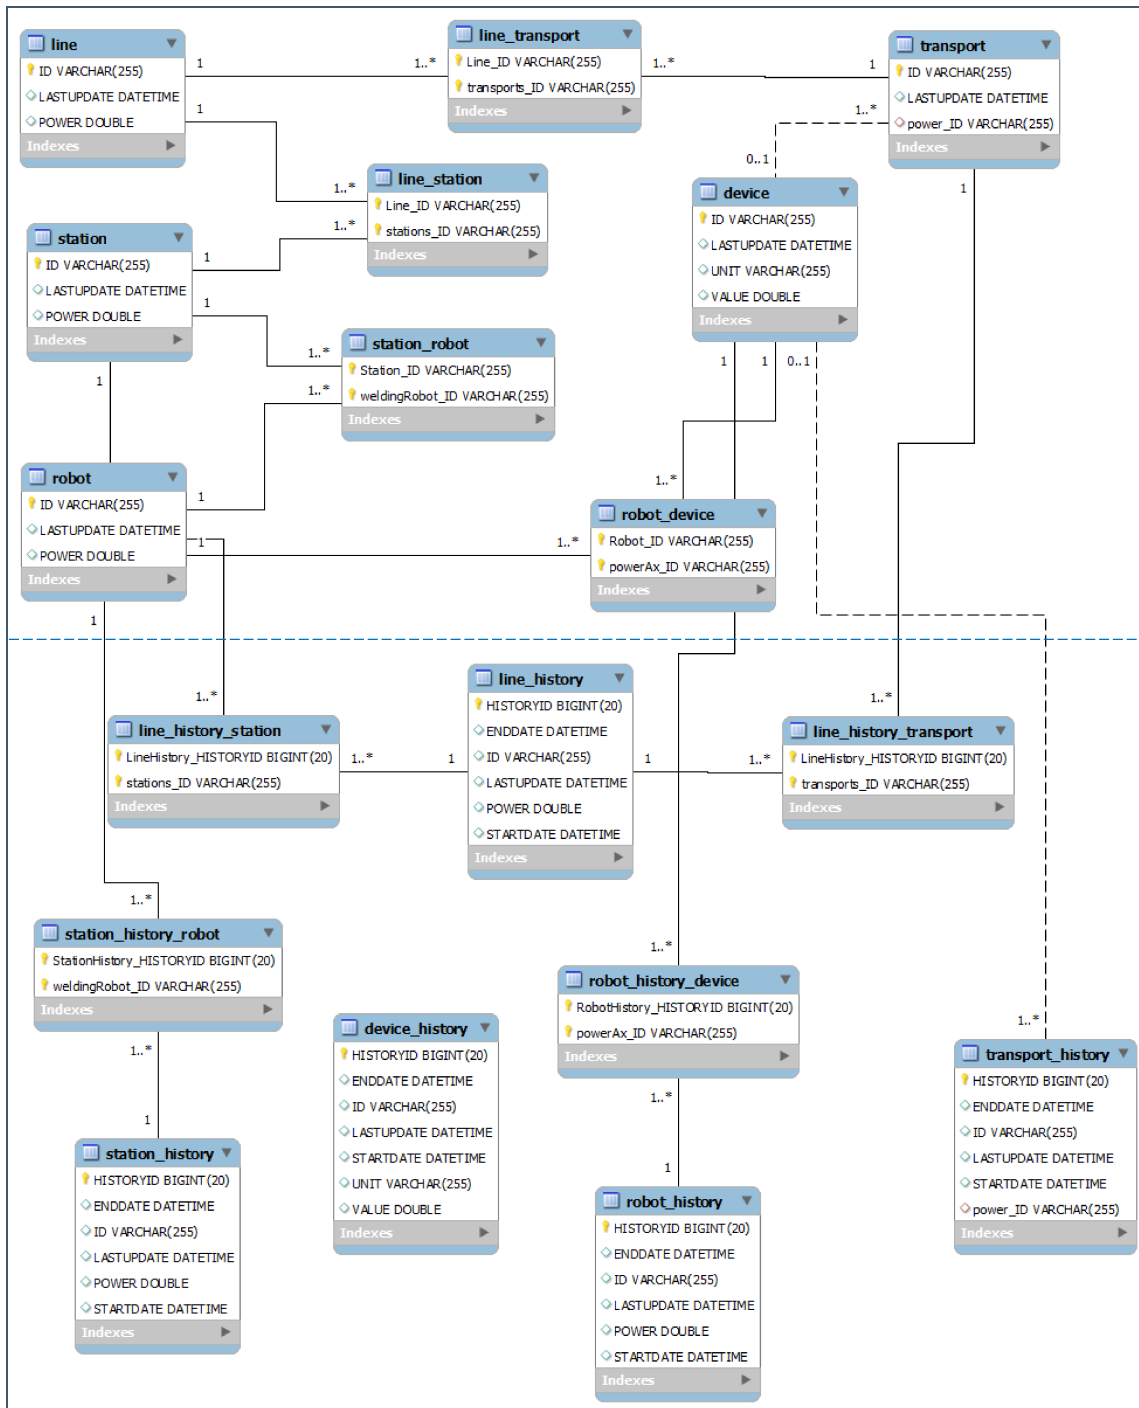 line
ID VARCHAR(255)
LASTUPDATE DATETIME
POWER DOUBLE
Indexes
1
1..*
1
line_transport
Line_ID VARCHAR(255)
transports_ID VARCHAR(255)
Indexes
1..*
1
transport
ID VARCHAR(255)
LASTUPDATE DATETIME
power_ID VARCHAR(255)
Indexes
1..*
0..1
1
line_station
Line_ID VARCHAR(255)
stations_ID VARCHAR(255)
Indexes
1..*
1..*
device
ID VARCHAR(255)
LASTUPDATE DATETIME
UNIT VARCHAR(255)
VALUE DOUBLE
Indexes
1
1
0..1
station
ID VARCHAR(255)
LASTUPDATE DATETIME
POWER DOUBLE
Indexes
1
1
1
station_robot
Station_ID VARCHAR(255)
weldingRobot_ID VARCHAR(255)
Indexes
1..*
1..*
robot
ID VARCHAR(255)
LASTUPDATE DATETIME
POWER DOUBLE
Indexes
1
1
1
1..*
1..*
robot_device
Robot_ID VARCHAR(255)
powerAx_ID VARCHAR(255)
Indexes
1..*
line_history_station
LineHistory_HISTORYID BIGINT(20)
stations_ID VARCHAR(255)
Indexes
1..*
1
line_history
HISTORYID BIGINT(20)
ENDDATE DATETIME
ID VARCHAR(255)
LASTUPDATE DATETIME
POWER DOUBLE
STARTDATE DATETIME
Indexes
1
1..*
1..*
line_history_transport
LineHistory_HISTORYID BIGINT(20)
transports_ID VARCHAR(255)
Indexes
1..*
station_history_robot
StationHistory_HISTORYID BIGINT(20)
weldingRobot_ID VARCHAR(255)
Indexes
1..*
1
station_history
HISTORYID BIGINT(20)
ENDDATE DATETIME
ID VARCHAR(255)
LASTUPDATE DATETIME
POWER DOUBLE
STARTDATE DATETIME
Indexes
device_history
HISTORYID BIGINT(20)
ENDDATE DATETIME
ID VARCHAR(255)
LASTUPDATE DATETIME
STARTDATE DATETIME
UNIT VARCHAR(255)
VALUE DOUBLE
Indexes
1..*
robot_history_device
RobotHistory_HISTORYID BIGINT(20)
powerAx_ID VARCHAR(255)
Indexes
1..*
1
robot_history
HISTORYID BIGINT(20)
ENDDATE DATETIME
ID VARCHAR(255)
LASTUPDATE DATETIME
POWER DOUBLE
STARTDATE DATETIME
Indexes
1..*
transport_history
HISTORYID BIGINT(20)
ENDDATE DATETIME
ID VARCHAR(255)
LASTUPDATE DATETIME
STARTDATE DATETIME
power_ID VARCHAR(255)
Indexes